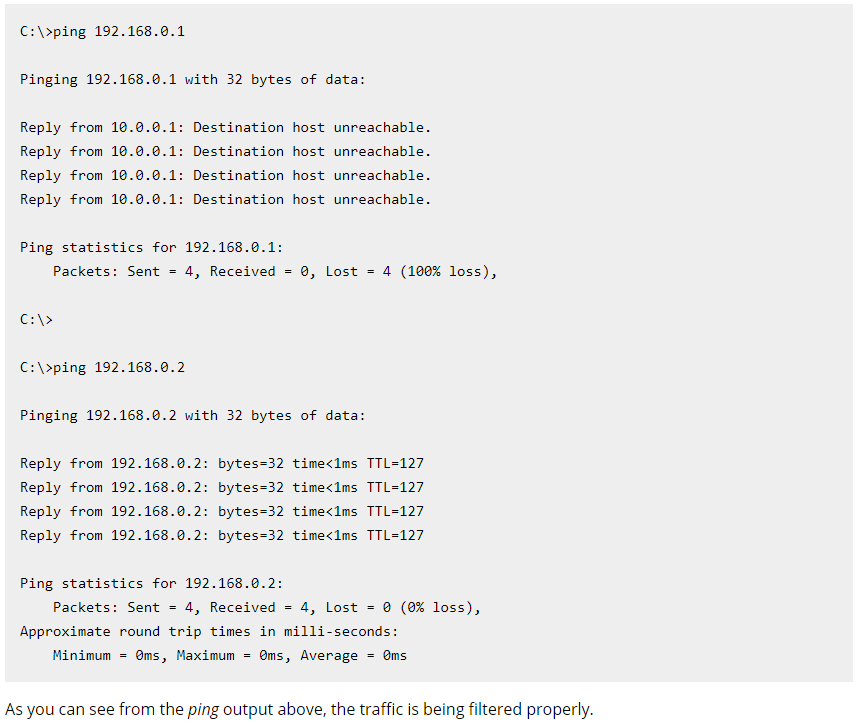 C:\>ping 192.168.0.1
Pinging 192.168.0.1 with 32 bytes of data:
Reply from 10.0.0.1: Destination host unreachable.
Reply from 10.0.0.1: Destination host unreachable.
Reply from 10.0.0.1: Destination host unreachable.
Reply from 10.0.0.1: Destination host unreachable.
Ping statistics for 192.168.0.1:
    Packets: Sent = 4, Received = 0, Lost = 4 (100% loss),
C:\>
C:\>ping 192.168.0.2
Pinging 192.168.0.2 with 32 bytes of data:
Reply from 192.168.0.2: bytes=32 time<1ms TTL=127
Reply from 192.168.0.2: bytes=32 time<1ms TTL=127
Reply from 192.168.0.2: bytes=32 time<1ms TTL=127
Reply from 192.168.0.2: bytes=32 time<1ms TTL=127
Ping statistics for 192.168.0.2:
    Packets: Sent = 4, Received = 4, Lost = 0 (0% loss),
Approximate round trip times in milli-seconds:
    Minimum = 0ms, Maximum = 0ms, Average = 0ms
As you can see from the ping output above, the traffic is being filtered properly.